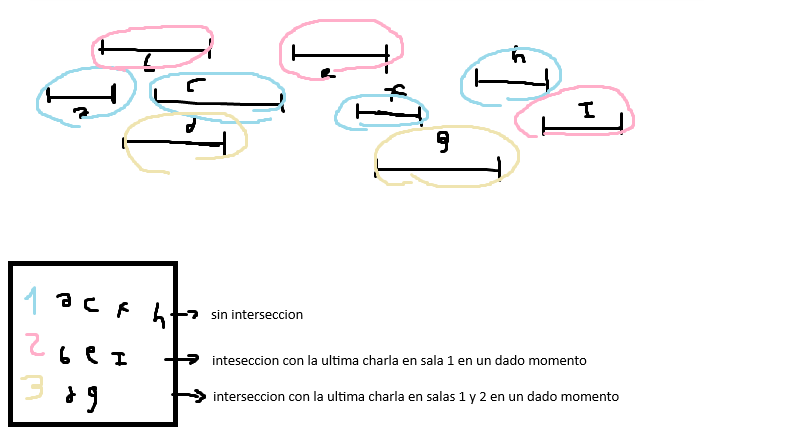 b e h
a c f I
d g
1 a c f h sin interseccion
2 b e I inteseccion con la ultima charla en sala 1 en un dado momento
3 d g interseccion con la ultima charla en salas 1 y 2 en un dado momento